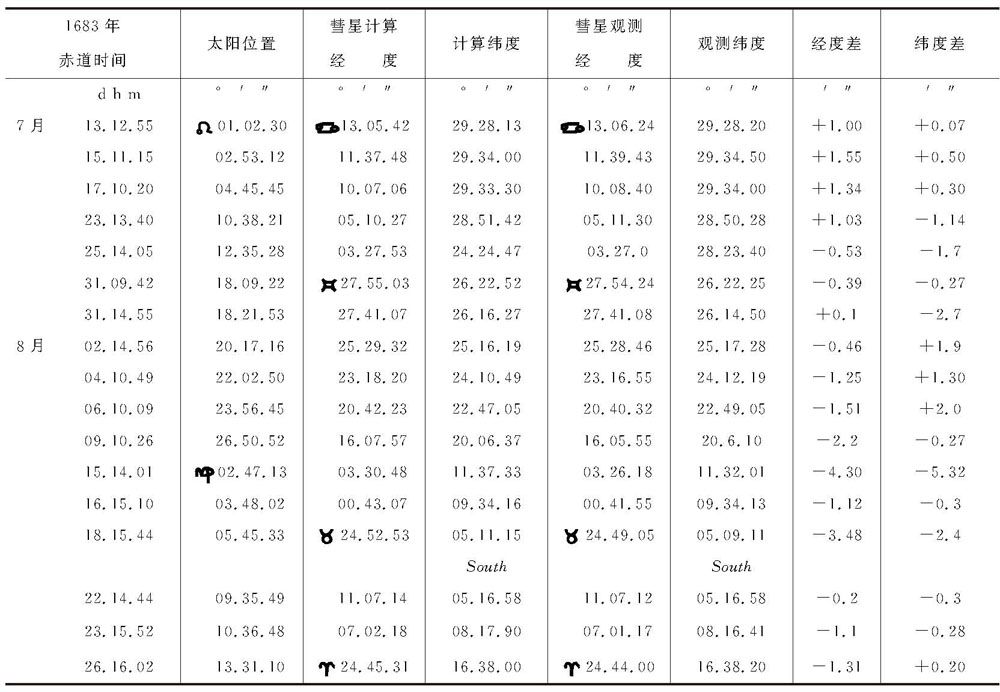 1683年 赤道时间 太阳位置 彗星计算经 度 计算纬度 彗星观测经 度 观测纬度 经度差 纬度差
d h m ° ′ ″ ° ′ ″ ° ′ ″ ° ′ ″ ° ′ ″ ′ ″ ′ ″
7月 13.12.55 ♌01.02.30 ♋13.05.42 29.28.13 ♋13.06.24 29.28.20 +1.00 +0.07
15.11.15 02.53.12 11.37.48 29.34.00 11.39.43 29.34.50 +1.55 +0.50
17.10.20 04.45.45 10.07.06 29.33.30 10.08.40 29.34.00 +1.34 +0.30
23.13.40 10.38.21 05.10.27 28.51.42 05.11.30 28.50.28 +1.03 −1.14
25.14.05 12.35.28 03.27.53 24.24.47 03.27.0 28.23.40 −0.53 −1.7
31.09.42 18.09.22 ♊27.55.03 26.22.52 ♊27.54.24 26.22.25 −0.39 −0.27
31.14.55 18.21.53 27.41.07 26.16.27 27.41.08 26.14.50 +0.1 −2.7
8月 02.14.56 20.17.16 25.29.32 25.16.19 25.28.46 25.17.28 −0.46 +1.9
04.10.49 22.02.50 23.18.20 24.10.49 23.16.55 24.12.19 −1.25 +1.30
06.10.09 23.56.45 20.42.23 22.47.05 20.40.32 22.49.05 −1.51 +2.0
09.10.26 26.50.52 16.07.57 20.06.37 16.05.55 20.6.10 −2.2 −0.27
15.14.01 ♍02.47.13 03.30.48 11.37.33 03.26.18 11.32.01 −4.30 −5.32
16.15.10 03.48.02 00.43.07 09.34.16 00.41.55 09.34.13 −1.12 −0.3
18.15.44 05.45.33 ♉24.52.53 05.11.15 ♉24.49.05 05.09.11 −3.48 −2.4
South South
22.14.44 09.35.49 11.07.14 05.16.58 11.07.12 05.16.58 −0.2 −0.3
23.15.52 10.36.48 07.02.18 08.17.90 07.01.17 08.16.41 −1.1 −0.28
26.16.02 13.31.10 ♈24.45.31 16.38.00 ♈24.44.00 16.38.20 −1.31 +0.20